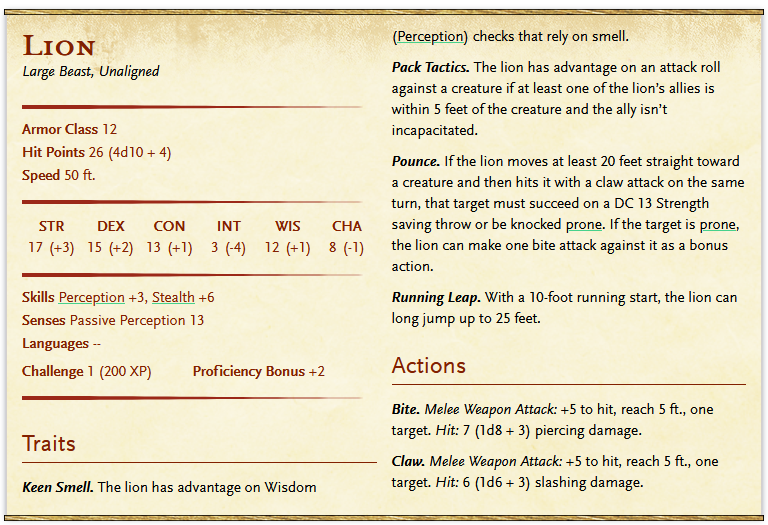 Lion
Large Beast, Unaligned
Armor Class 12
Hit Points 26 (4d10 + 4)
Speed 50 ft.
STR DEX CON INT WIS CHA
17 (+3) 15 (+2) 13 (+1) 3 (-4) 12 (+1) 8 (-1)
Skills Perception +3, Stealth +6
Senses Passive Perception 13
Languages --
Challenge 1 (200 XP) Proficiency Bonus +2
Traits
Keen Smell. The lion has advantage on Wisdom
(Perception) checks that rely on smell.
Pack Tactics. The lion has advantage on an attack roll
against a creature if at least one of the lion's allies is
within 5 feet of the creature and the ally isn't
incapacitated.
Pounce. If the lion moves at least 20 feet straight toward
a creature and then hits it with a claw attack on the same
turn, that target must succeed on a DC 13 Strength
saving throw or be knocked prone. If the target is prone,
the lion can make one bite attack against it as a bonus
action.
Running Leap. With a 10-foot running start, the lion can
long jump up to 25 feet.
Actions
Bite. Melee Weapon Attack: +5 to hit, reach 5 ft., one
target. Hit: 7 (1d8 + 3) piercing damage.
Claw. Melee Weapon Attack: +5 to hit, reach 5 ft., one
target. Hit: 6 (1d6 + 3) slashing damage.